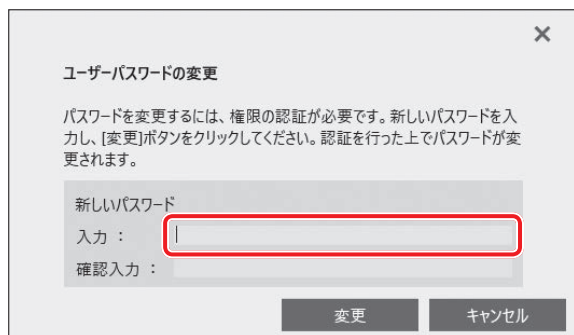 ×
ユーザーパスワードの変更
パスワードを変更するには、権限の認証が必要です。新しいパスワードを入
力し、[変更]ボタンをクリックしてください。認証を行った上でパスワードが変
更されます。
新しいパスワード
入力 ：
確認入力 ：
変更 キャンセル